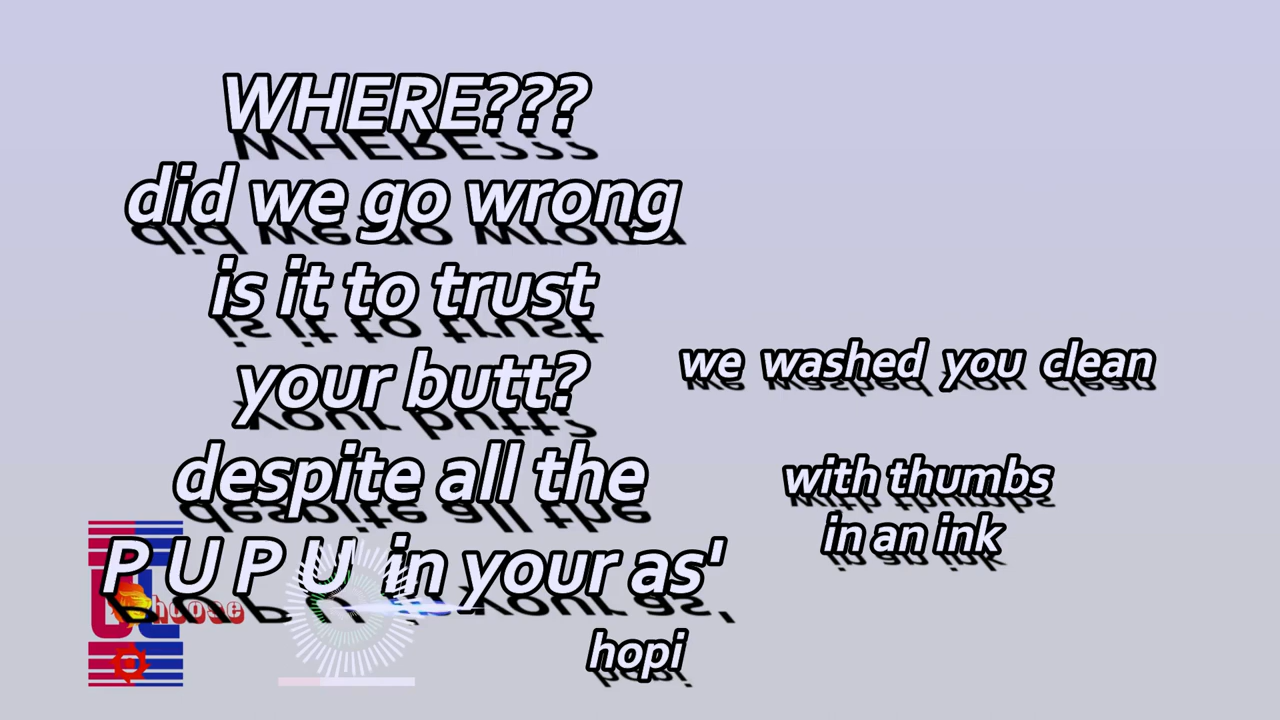 WHERE???
did we go wrong
is it to trust
your butt?
despite all the
P U P U in your as'
hopi
we washed you clean
with thumbs
in an ink
hoose